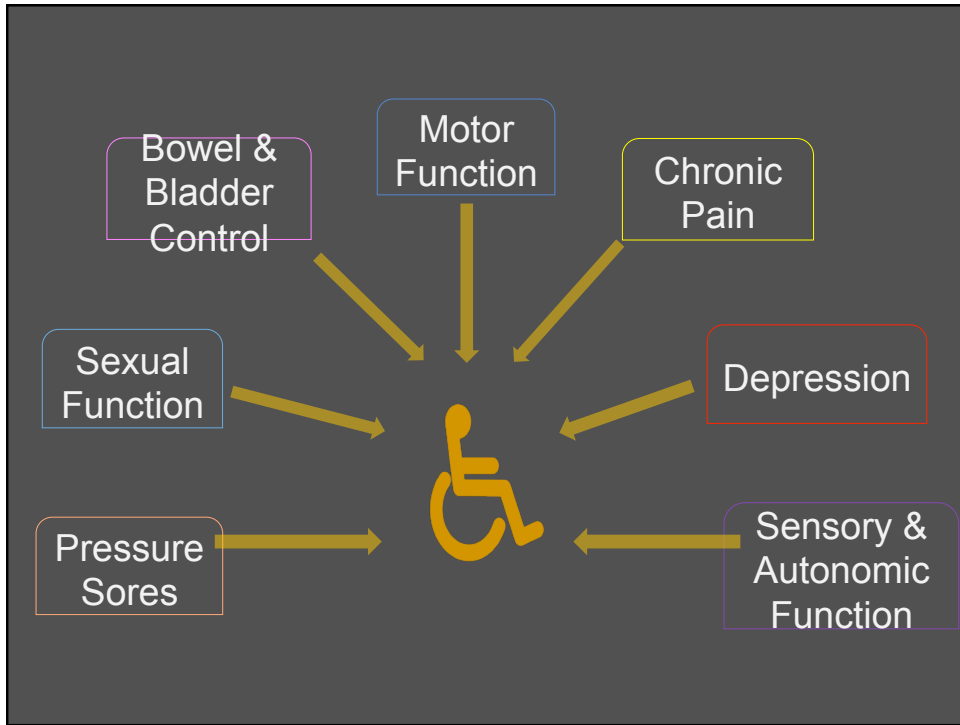 Bowel &
Bladder
Control
Motor
Function
Chronic
Pain
Sexual
Function
Depression
Pressure
Sores
Sensory &
Autonomic
Function